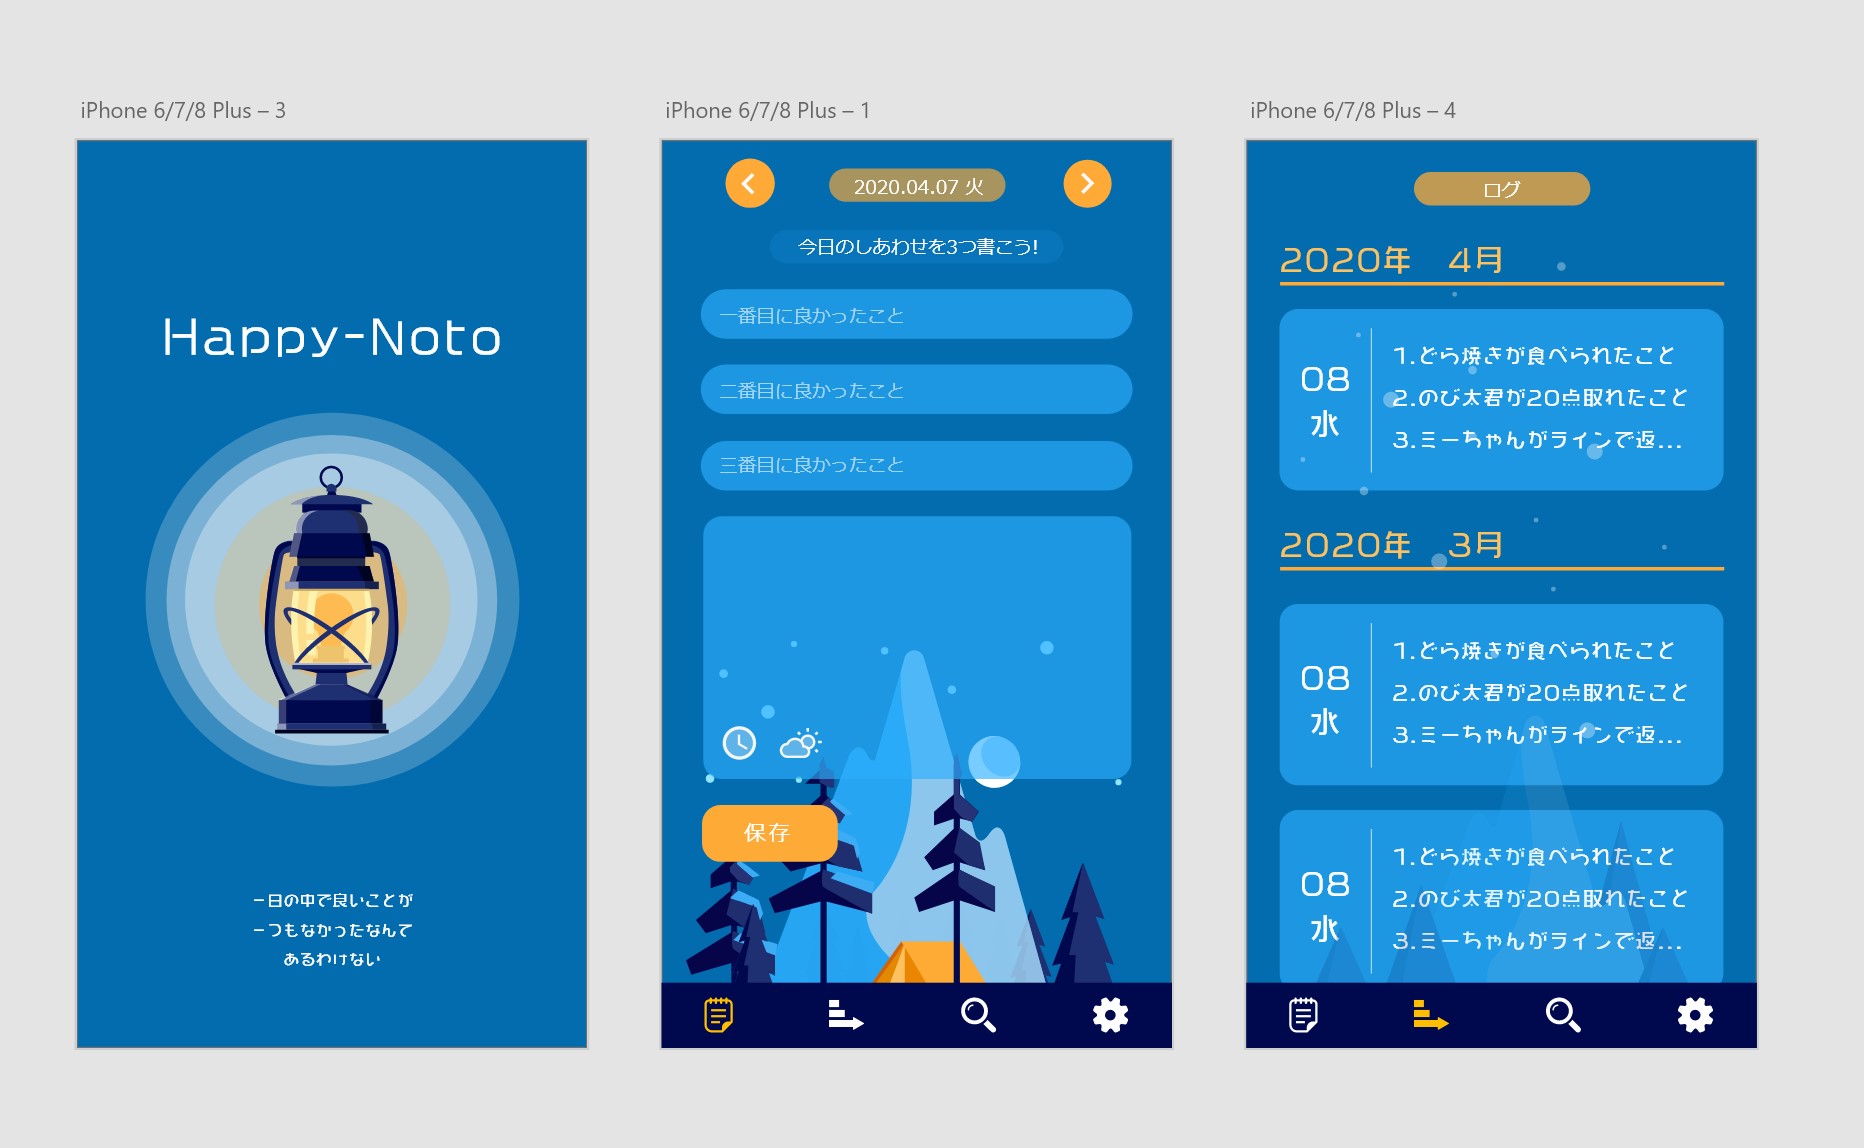 iPhone 6/7/8 Plus – 3
Happy-Noto
一日の中で良いことが
一つもなかったなんて
あるわけない
iPhone 6/7/8 Plus – 1
2020.04.07 火
今日のしあわせを3つ書こう!
一番目に良かったこと
二番目に良かったこと
三番目に良かったこと
保存
iPhone 6/7/8 Plus – 4
ログ
2020年 4月
08
水
1.どら焼きが食べられたこと
2.のび太君が20点取れたこと
3.ミーちゃんがラインで返...
2020年 3月
08
水
1.どら焼きが食べられたこと
2.のび太君が20点取れたこと
3.ミーちゃんがラインで返...
08
水
1.どら焼きが食べられたこと
2.のび太君が20点取れたこと
3.ミーちゃんがラインで返...